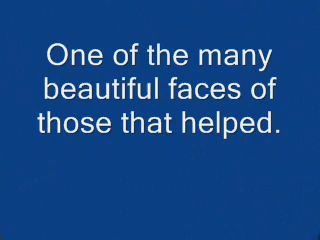 One of the many
beautiful faces of
those that helped.